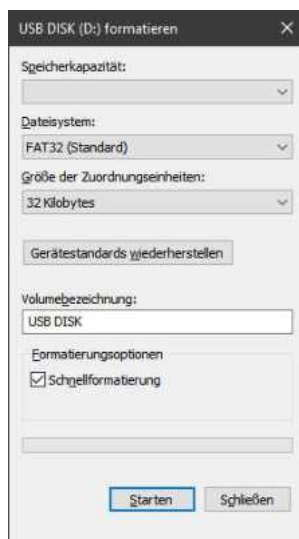 USB DISK (D:) formatieren
Speicherkapazität:
Dateisystem:
FAT32 (Standard)
Größe der Zuordnungseinheiten:
32 Kilobytes
Gerätestandards wiederherstellen
Volumebezeichnung:
USB DISK
Formatierungsoptionen
Schnellformatierung
Starten Schließen